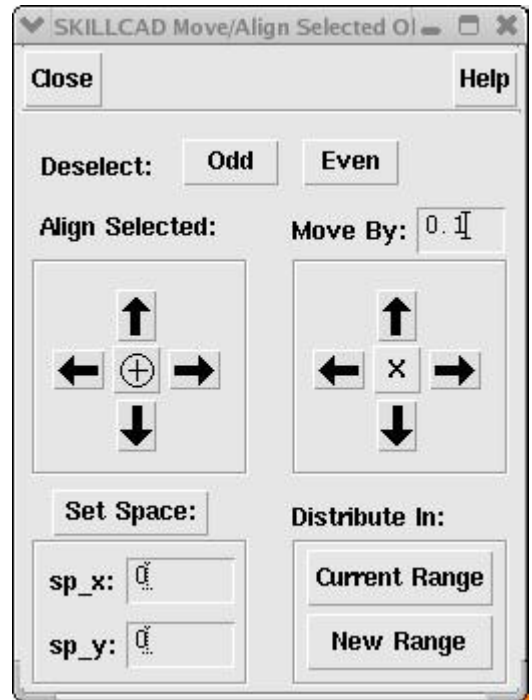 SKILLCAD Move/Align Selected Ol
Close Help
Deselect: Odd Even
Align Selected: Move By: 0.1
×
Set Space: Distribute In:
sp_x: 0 Current Range
sp_y: 0 New Range